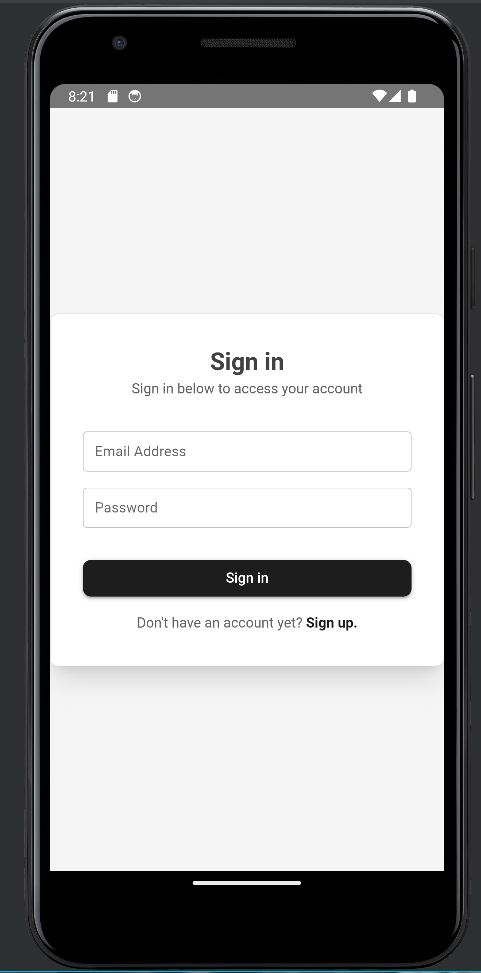 8:21
Sign in
Sign in below to access your account
Email Address
Password
Sign in
Don't have an account yet? Sign up.